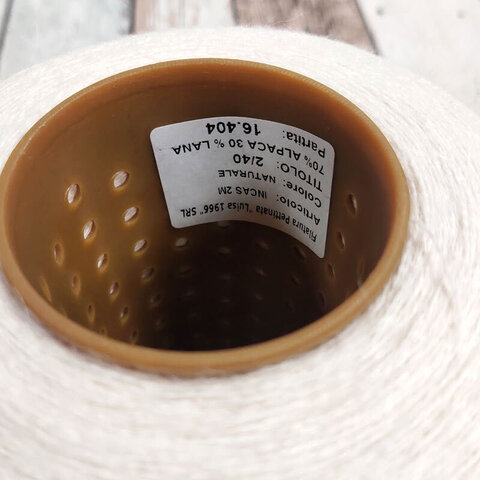 Filatura Pettinata "Luisa 1966" SRL
Articolo: INCAS 2M
Colore: NATURALE
TITOLO: 2/40
70% ALPACA 30 % LANA
Partita: 16.404